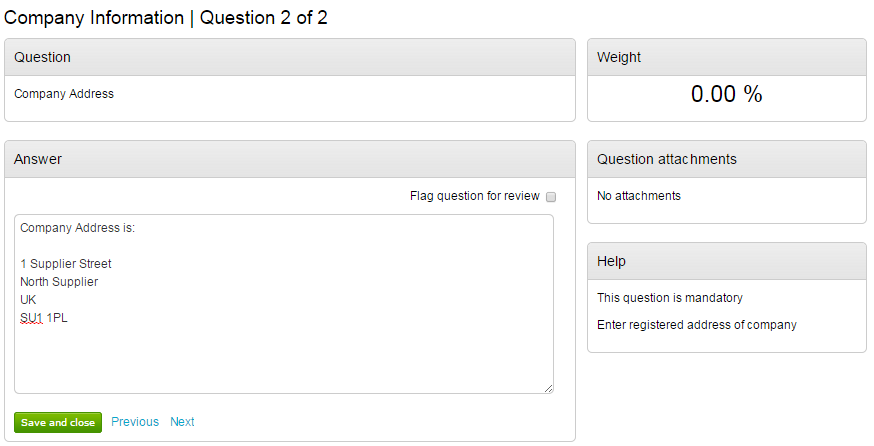 Company Information | Question 2 of 2
Question
Company Address
Weight
0.00 %
Answer
Flag question for review
Company Address is:
1 Supplier Street
North Supplier
UK
SU1 1PL
Save and close
Previous
Next
Question attachments
No attachments
Help
This question is mandatory
Enter registered address of company